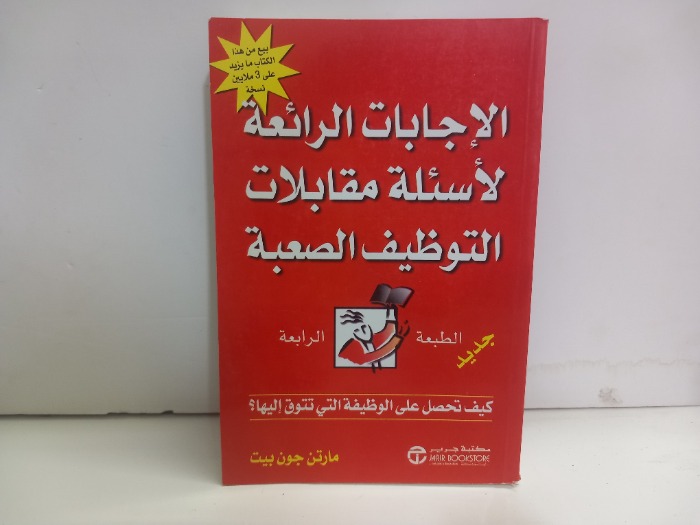 بيع من هذا
الكتاب ما يزيد
على 3 ملايين
نسخة
الإجابات الرائعة
لأسئلة مقابلات
التوظيف الصعبة
جديد
الطبعة الرابعة
كيف تحصل على الوظيفة التي تتوق إليها؟
مارتن جون بيت
مكتبة جرير
JARIR BOOKSTORE